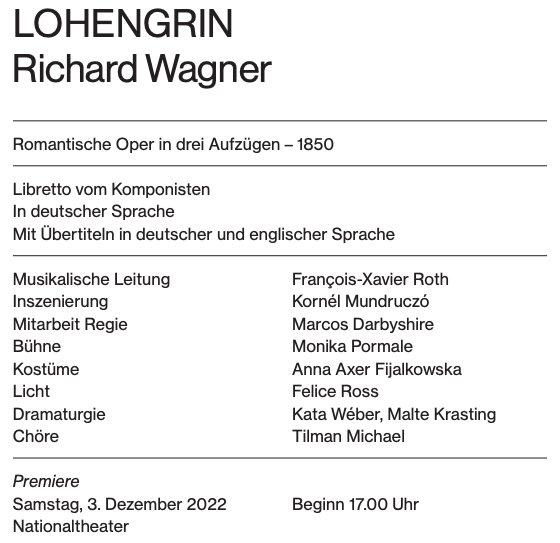 LOHENGRIN
Richard Wagner
Romantische Oper in drei Aufzügen – 1850
Libretto vom Komponisten
In deutscher Sprache
Mit Übertiteln in deutscher und englischer Sprache
Musikalische Leitung François-Xavier Roth
Inszenierung Kornél Mundruczó
Mitarbeit Regie Marcos Darbyshire
Bühne Monika Pormale
Kostüme Anna Axer Fijalkowska
Licht Felice Ross
Dramaturgie Kata Wéber, Malte Krasting
Chöre Tilman Michael
Premiere
Samstag, 3. Dezember 2022 Beginn 17.00 Uhr
Nationaltheater